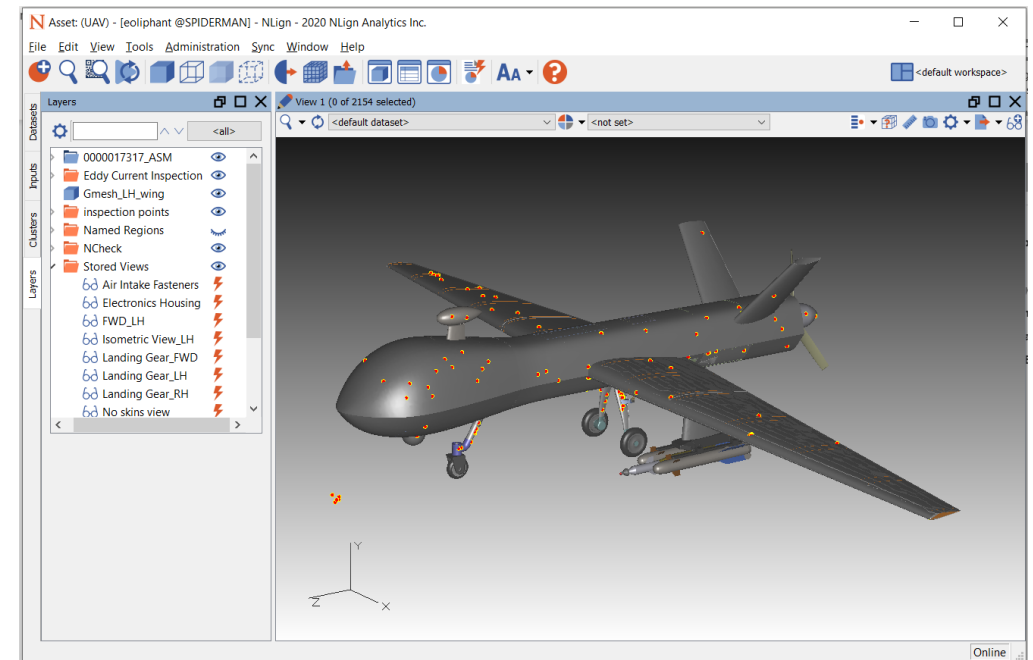 Asset: (UAV) - [eoliphant @SPIDERMAN] - NLign - 2020 NLign Analytics Inc.
File Edit View Tools Administration Sync Window Help
AA
<default workspace>
Layers
View 1 (0 of 2154 selected)
<all>
<default dataset>
<not set>
Datasets
Inputs
Clusters
Layers
0000017317_ASM
Eddy Current Inspection
Gmesh_LH_wing
inspection points
Named Regions
NCheck
Stored Views
Air Intake Fasteners
Electronics Housing
FWD_LH
Isometric View_LH
Landing Gear_FWD
Landing Gear_LH
Landing Gear_RH
No skins view
Y
Z
X
Online